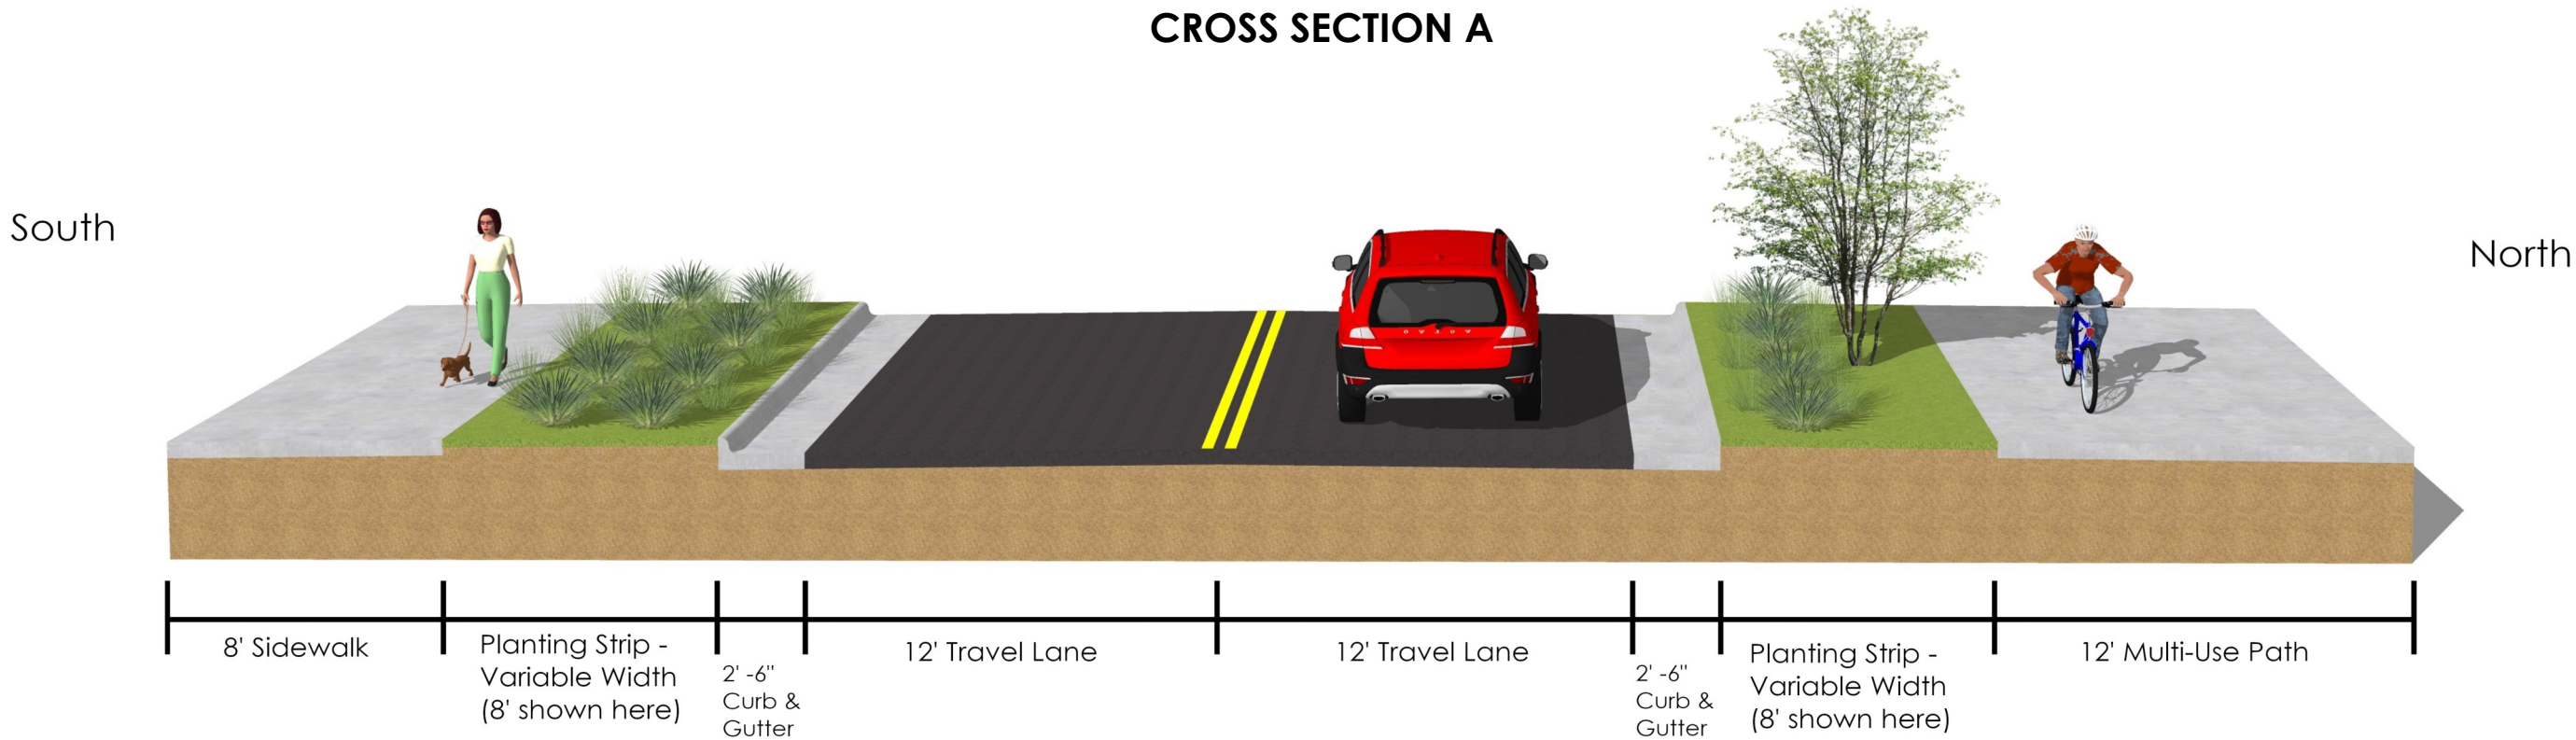 CROSS SECTION A
South
North
8' Sidewalk
Planting Strip -
Variable Width
(8' shown here)
2' -6"
Curb &
Gutter
12' Travel Lane
12' Travel Lane
2' -6"
Curb &
Gutter
Planting Strip -
Variable Width
(8' shown here)
12' Multi-Use Path